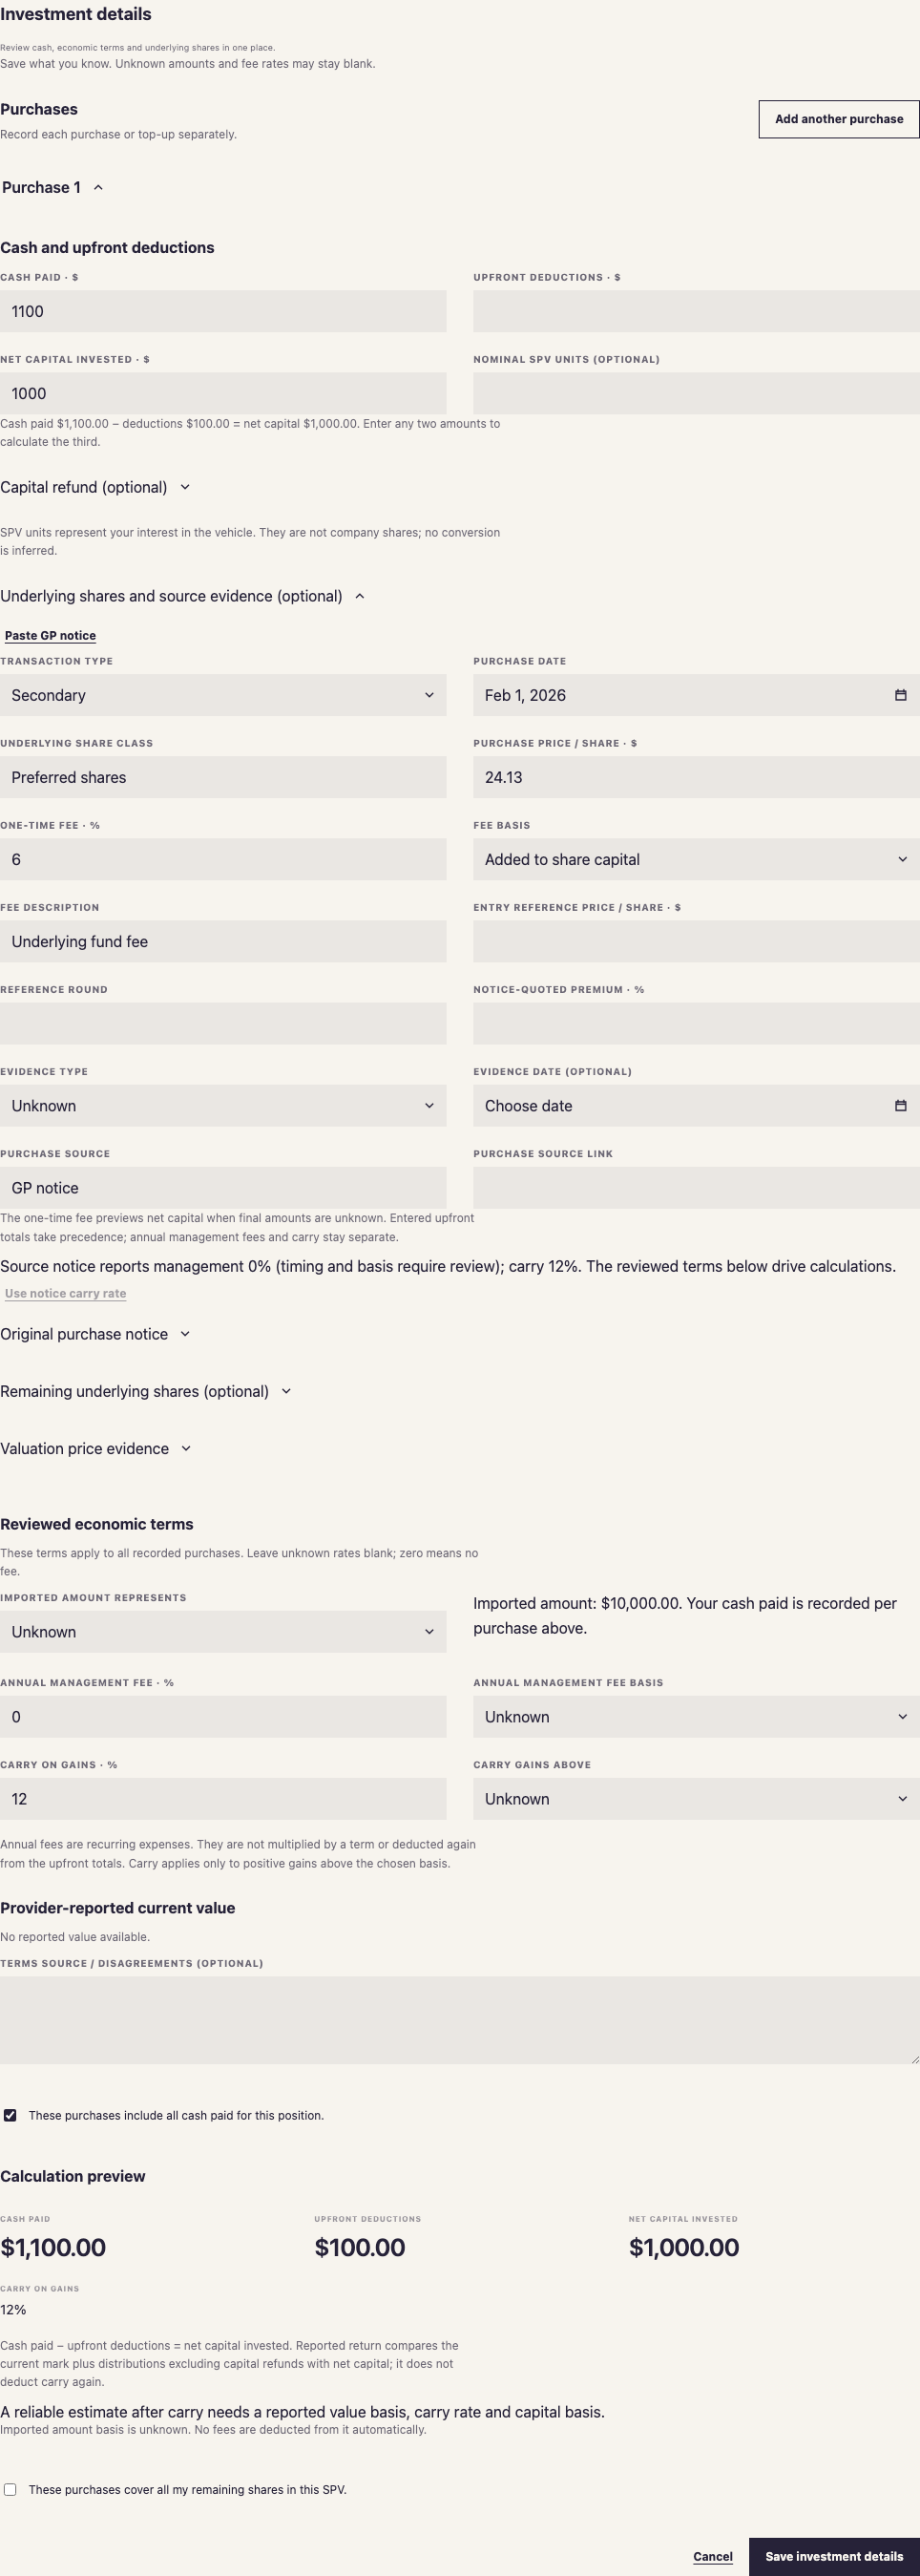 Investment details
Review cash, economic terms and underlying shares in one place.
Save what you know. Unknown amounts and fee rates may stay blank.
Purchases
Record each purchase or top-up separately.
Add another purchase
Purchase 1
Cash and upfront deductions
CASH PAID · $
UPFRONT DEDUCTIONS · $
1100
NET CAPITAL INVESTED · $
NOMINAL SPV UNITS (OPTIONAL)
1000
Cash paid $1,100.00 − deductions $100.00 = net capital $1,000.00. Enter any two amounts to
calculate the third.
Capital refund (optional)
SPV units represent your interest in the vehicle. They are not company shares; no conversion
is inferred.
Underlying shares and source evidence (optional)
Paste GP notice
TRANSACTION TYPE
PURCHASE DATE
Secondary
Feb 1, 2026
UNDERLYING SHARE CLASS
PURCHASE PRICE / SHARE · $
Preferred shares
24.13
ONE-TIME FEE · %
FEE BASIS
6
Added to share capital
FEE DESCRIPTION
ENTRY REFERENCE PRICE / SHARE · $
Underlying fund fee
REFERENCE ROUND
NOTICE-QUOTED PREMIUM · %
EVIDENCE TYPE
EVIDENCE DATE (OPTIONAL)
Unknown
Choose date
PURCHASE SOURCE
PURCHASE SOURCE LINK
GP notice
The one-time fee previews net capital when final amounts are unknown. Entered upfront
totals take precedence; annual management fees and carry stay separate.
Source notice reports management 0% (timing and basis require review); carry 12%. The reviewed terms below drive calculations.
Use notice carry rate
Original purchase notice
Remaining underlying shares (optional)
Valuation price evidence
Reviewed economic terms
These terms apply to all recorded purchases. Leave unknown rates blank; zero means no
fee.
IMPORTED AMOUNT REPRESENTS
Unknown
Imported amount: $10,000.00. Your cash paid is recorded per
purchase above.
ANNUAL MANAGEMENT FEE · %
ANNUAL MANAGEMENT FEE BASIS
0
Unknown
CARRY ON GAINS · %
CARRY GAINS ABOVE
12
Unknown
Annual fees are recurring expenses. They are not multiplied by a term or deducted again
from the upfront totals. Carry applies only to positive gains above the chosen basis.
Provider-reported current value
No reported value available.
TERMS SOURCE / DISAGREEMENTS (OPTIONAL)
These purchases include all cash paid for this position.
Calculation preview
CASH PAID
UPFRONT DEDUCTIONS
NET CAPITAL INVESTED
$1,100.00
$100.00
$1,000.00
CARRY ON GAINS
12%
Cash paid − upfront deductions = net capital invested. Reported return compares the
current mark plus distributions excluding capital refunds with net capital; it does not
deduct carry again.
A reliable estimate after carry needs a reported value basis, carry rate and capital basis.
Imported amount basis is unknown. No fees are deducted from it automatically.
These purchases cover all my remaining shares in this SPV.
Cancel
Save investment details